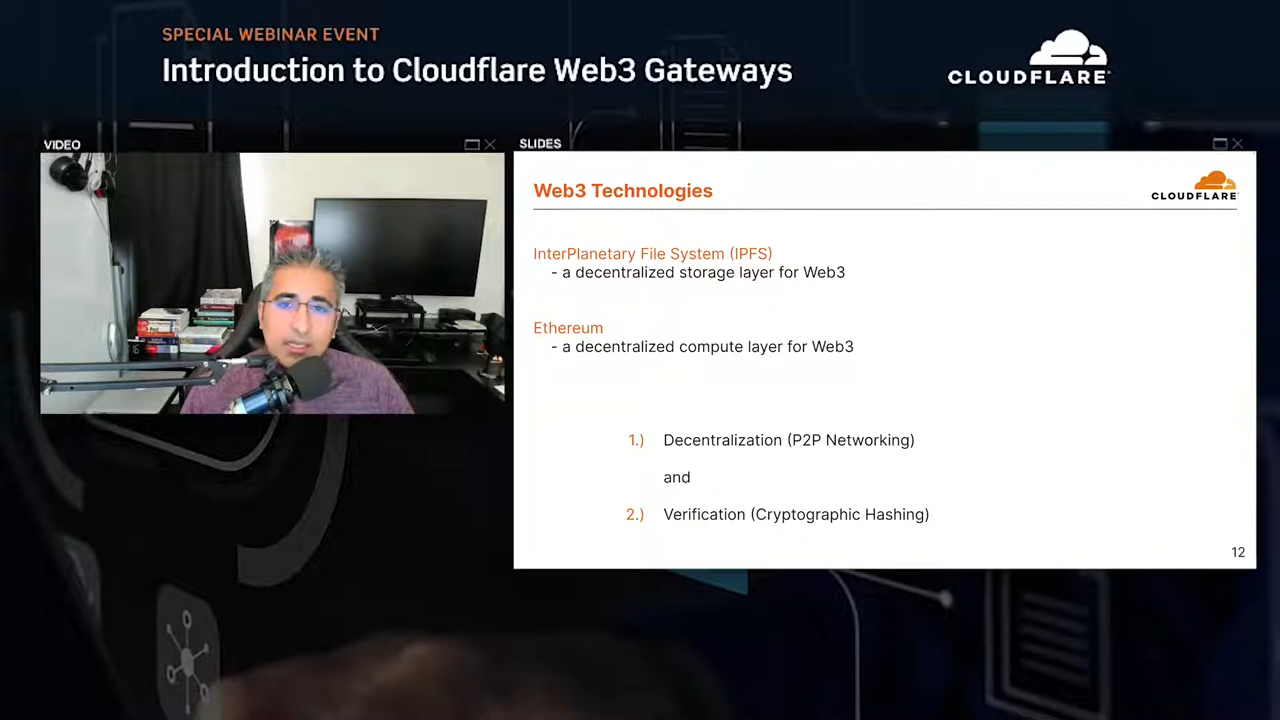 SPECIAL WEBINAR EVENT
Introduction to Cloudflare Web3 Gateways
CLOUDFLARE
VIDEO
SLIDES
Web3 Technologies
CLOUDFLARE
InterPlanetary File System (IPFS)
- a decentralized storage layer for Web3
Ethereum
- a decentralized compute layer for Web3
1.) Decentralization (P2P Networking)
and
2.) Verification (Cryptographic Hashing)
12